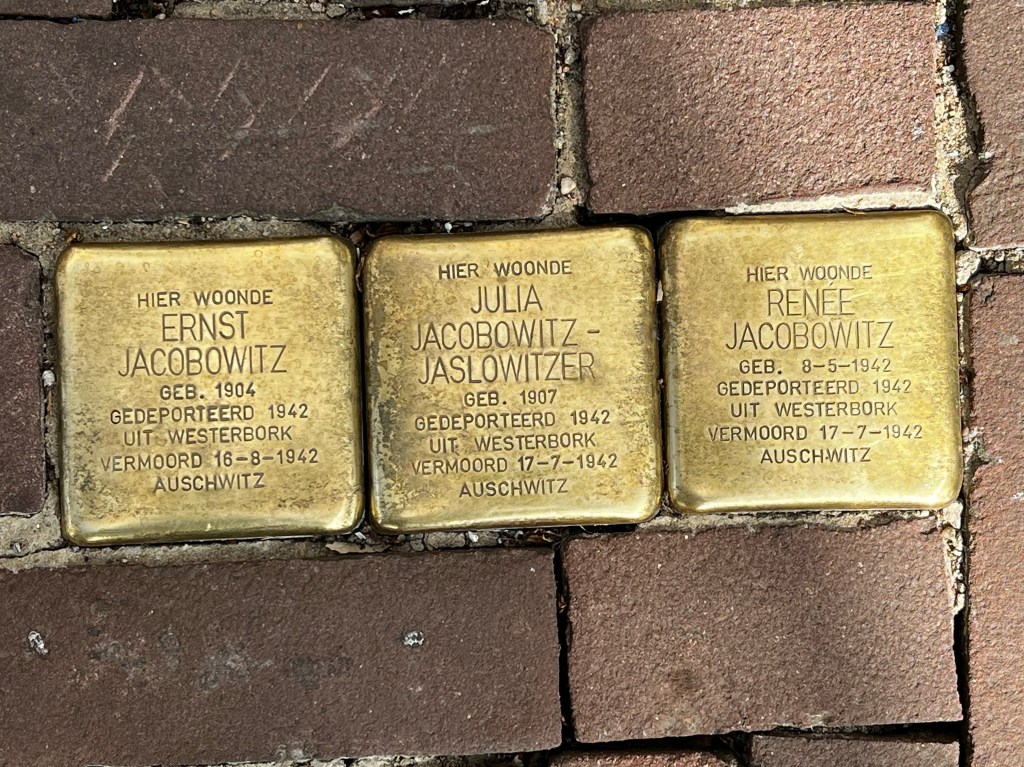 HIER WOONDE
ERNST
JACOBOWITZ
GEB. 1904
GEDEPORTEERD 1942
UIT WESTERBORK
VERMOORD 16-8-1942
AUSCHWITZ
HIER WOONDE
JULIA
JACOBOWITZ-
JASLOWITZER
GEB. 1907
GEDEPORTEERD 1942
UIT WESTERBORK
VERMOORD 17-7-1942
AUSCHWITZ
HIER WOONDE
RENÉE
JACOBOWITZ
GEB. 8-5-1942
GEDEPORTEERD 1942
UIT WESTERBORK
VERMOORD 17-7-1942
AUSCHWITZ